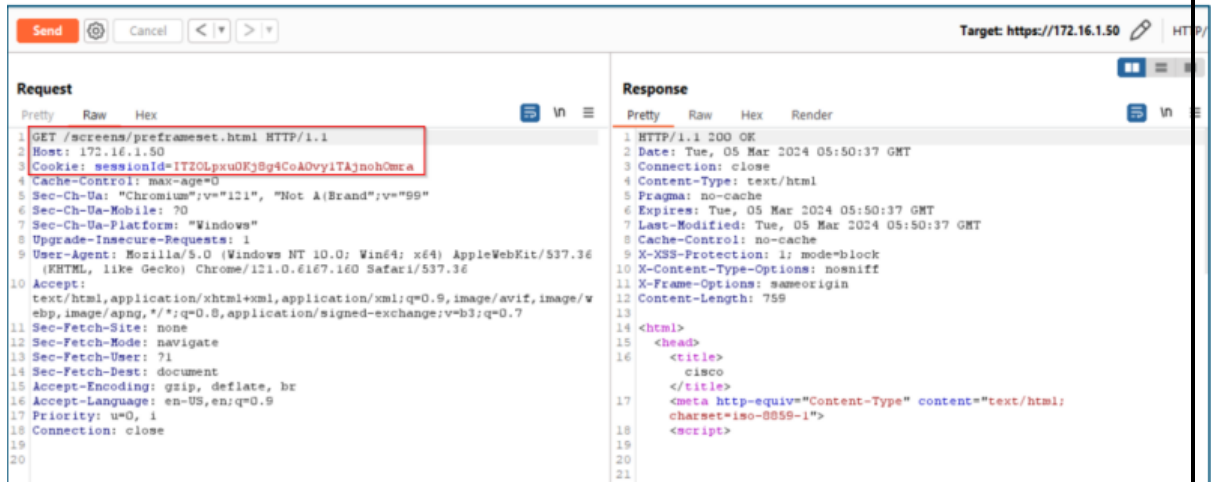 Send Cancel < > Target: https://172.16.1.50 HTTP/
Request
Pretty Raw Hex \n
1 GET /screens/preframeset.html HTTP/1.1
2 Host: 172.16.1.50
3 Cookie: sessionId=
4 Cache-Control: max-age=0
5 Sec-Ch-Ua: "Chromium";v="121", "Not A(Brand";v="99"
6 Sec-Ch-Ua-Mobile: ?0
7 Sec-Ch-Ua-Platform: "Windows"
8 Upgrade-Insecure-Requests: 1
9 User-Agent: Mozilla/5.0 (Windows NT 10.0; Win64; x64) AppleWebKit/537.36
(KHTML, like Gecko) Chrome/121.0.6167.160 Safari/537.36
10 Accept:
text/html,application/xhtml+xml,application/xml;q=0.9,image/avif,image/w
ebp,image/apng,*/*;q=0.8,application/signed-exchange;v=b3;q=0.7
11 Sec-Fetch-Site: none
12 Sec-Fetch-Mode: navigate
13 Sec-Fetch-User: ?1
14 Sec-Fetch-Dest: document
15 Accept-Encoding: gzip, deflate, br
16 Accept-Language: en-US,en;q=0.9
17 Priority: u=0, i
18 Connection: close
19
20
Response
Pretty Raw Hex Render \n
1 HTTP/1.1 200 OK
2 Date: Tue, 05 Mar 2024 05:50:37 GMT
3 Connection: close
4 Content-Type: text/html
5 Pragma: no-cache
6 Expires: Tue, 05 Mar 2024 05:50:37 GMT
7 Last-Modified: Tue, 05 Mar 2024 05:50:37 GMT
8 Cache-Control: no-cache
9 X-XSS-Protection: 1; mode=block
10 X-Content-Type-Options: nosniff
11 X-Frame-Options: sameorigin
12 Content-Length: 759
13
14 <html>
15 <head>
16 <title>
cisco
</title>
17 <meta http-equiv="Content-Type" content="text/html;
charset=iso-8859-1">
18 <script>
19
20
21